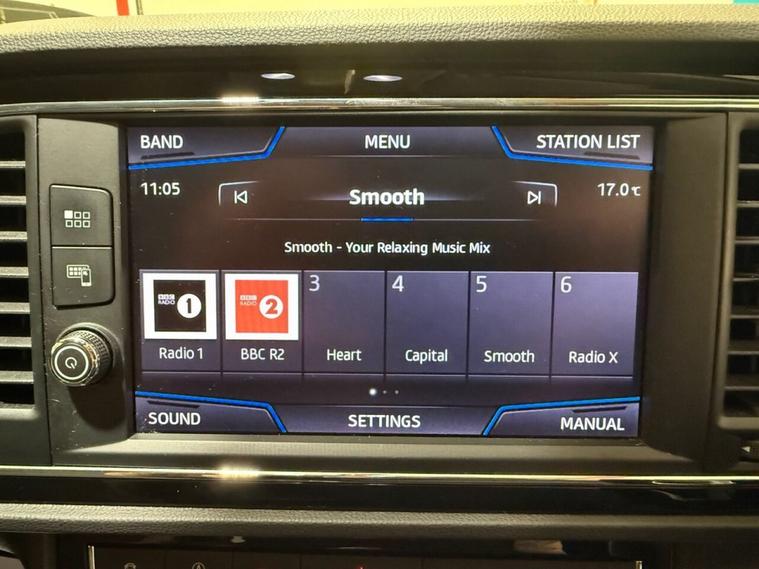 BAND MENU STATION LIST
11:05 Smooth 17.0°C
Smooth - Your Relaxing Music Mix
BBC RADIO 1 BBC RADIO 2 3 4 5 6
Radio 1 BBC R2 Heart Capital Smooth Radio X
SOUND SETTINGS MANUAL